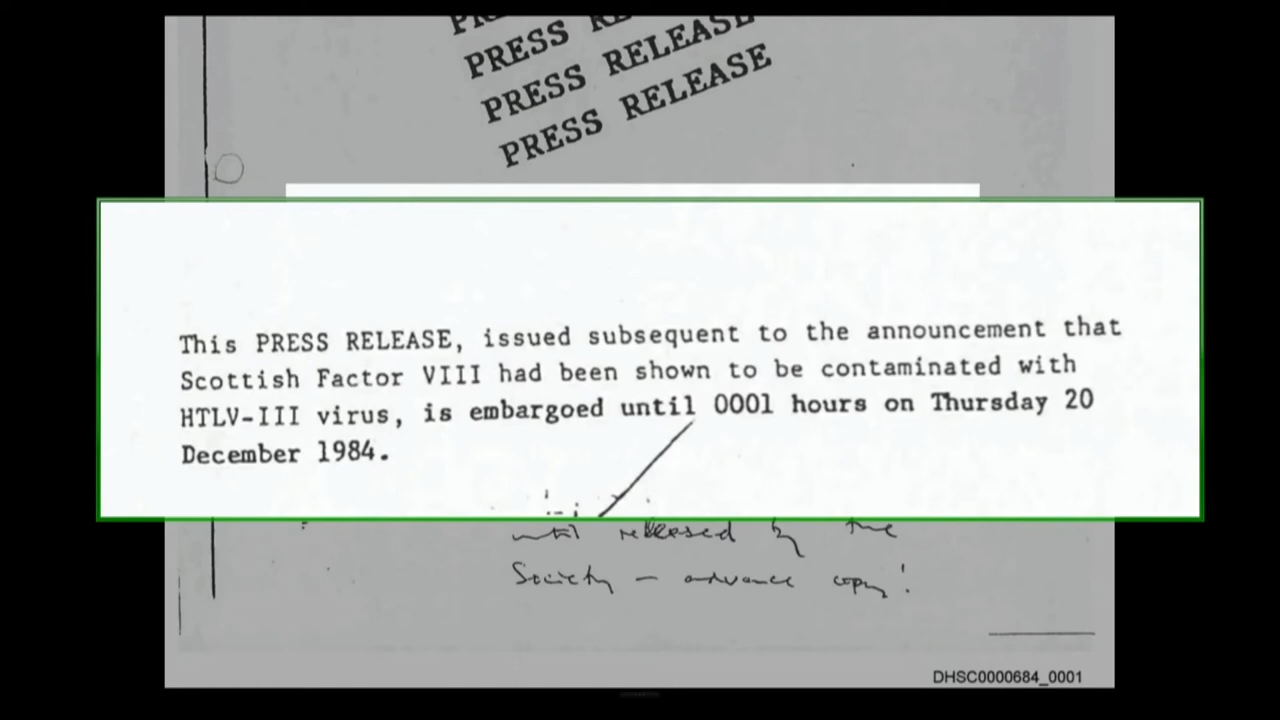 PRESS RELEASE
PRESS RELEASE
PRESS RELEASE
This PRESS RELEASE, issued subsequent to the announcement that
Scottish Factor VIII had been shown to be contaminated with
HTLV-III virus, is embargoed until 0001 hours on Thursday 20
December 1984.
until released by the
Society — advance copy!
DHSC0000684_0001